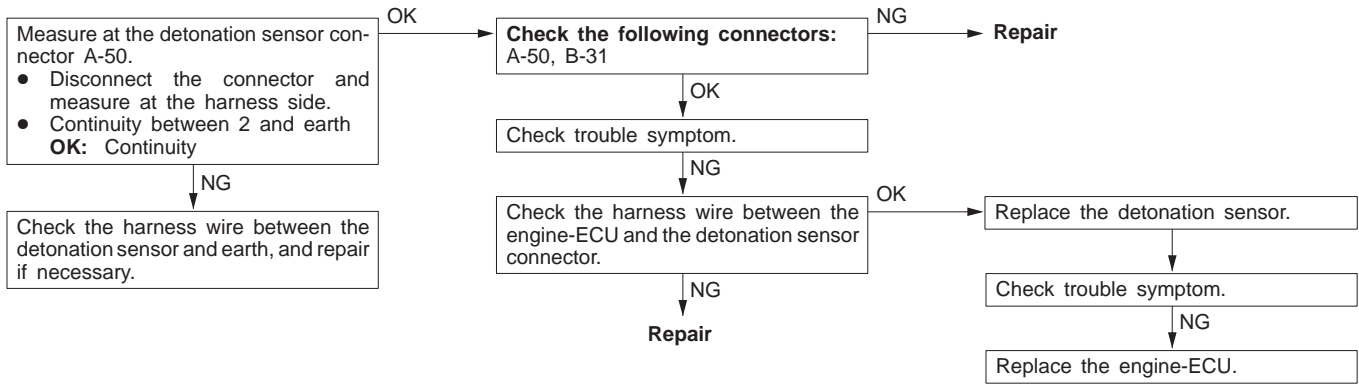 Measure at the detonation sensor con-
nector A-50.
● Disconnect the connector and
measure at the harness side.
● Continuity between 2 and earth
OK: Continuity
NG
Check the harness wire between the
detonation sensor and earth, and repair
if necessary.
OK
Check the following connectors:
A-50, B-31
NG
Repair
OK
Check trouble symptom.
NG
Check the harness wire between the
engine-ECU and the detonation sensor
connector.
NG
Repair
OK
Replace the detonation sensor.
Check trouble symptom.
NG
Replace the engine-ECU.